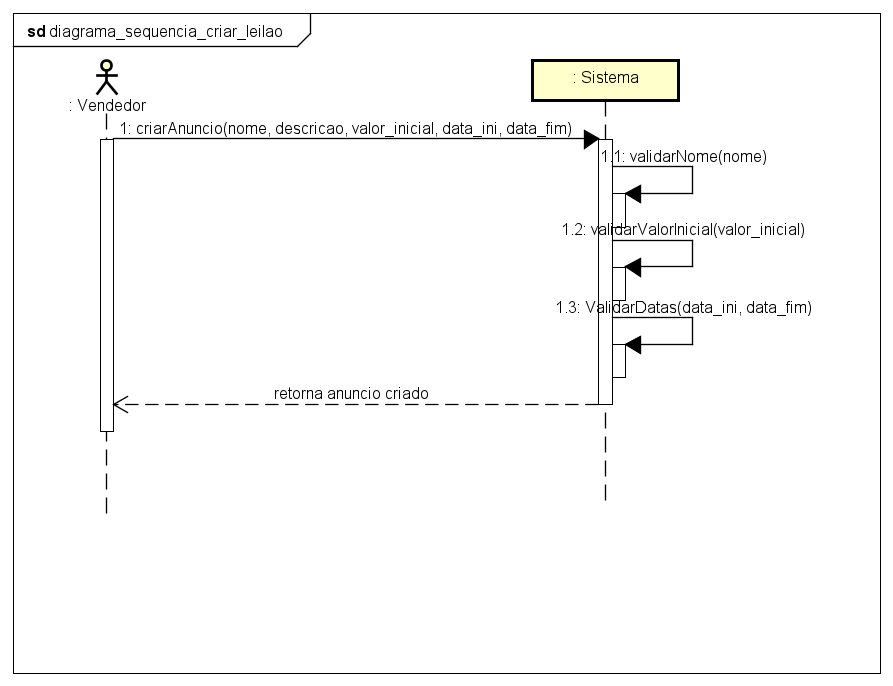 sd diagrama_sequencia_criar_leilao
: Vendedor
: Sistema
1: criarAnuncio(nome, descricao, valor_inicial, data_ini, data_fim)
1.1: validarNome(nome)
1.2: validarValorInicial(valor_inicial)
1.3: ValidarDatas(data_ini, data_fim)
retorna anuncio criado